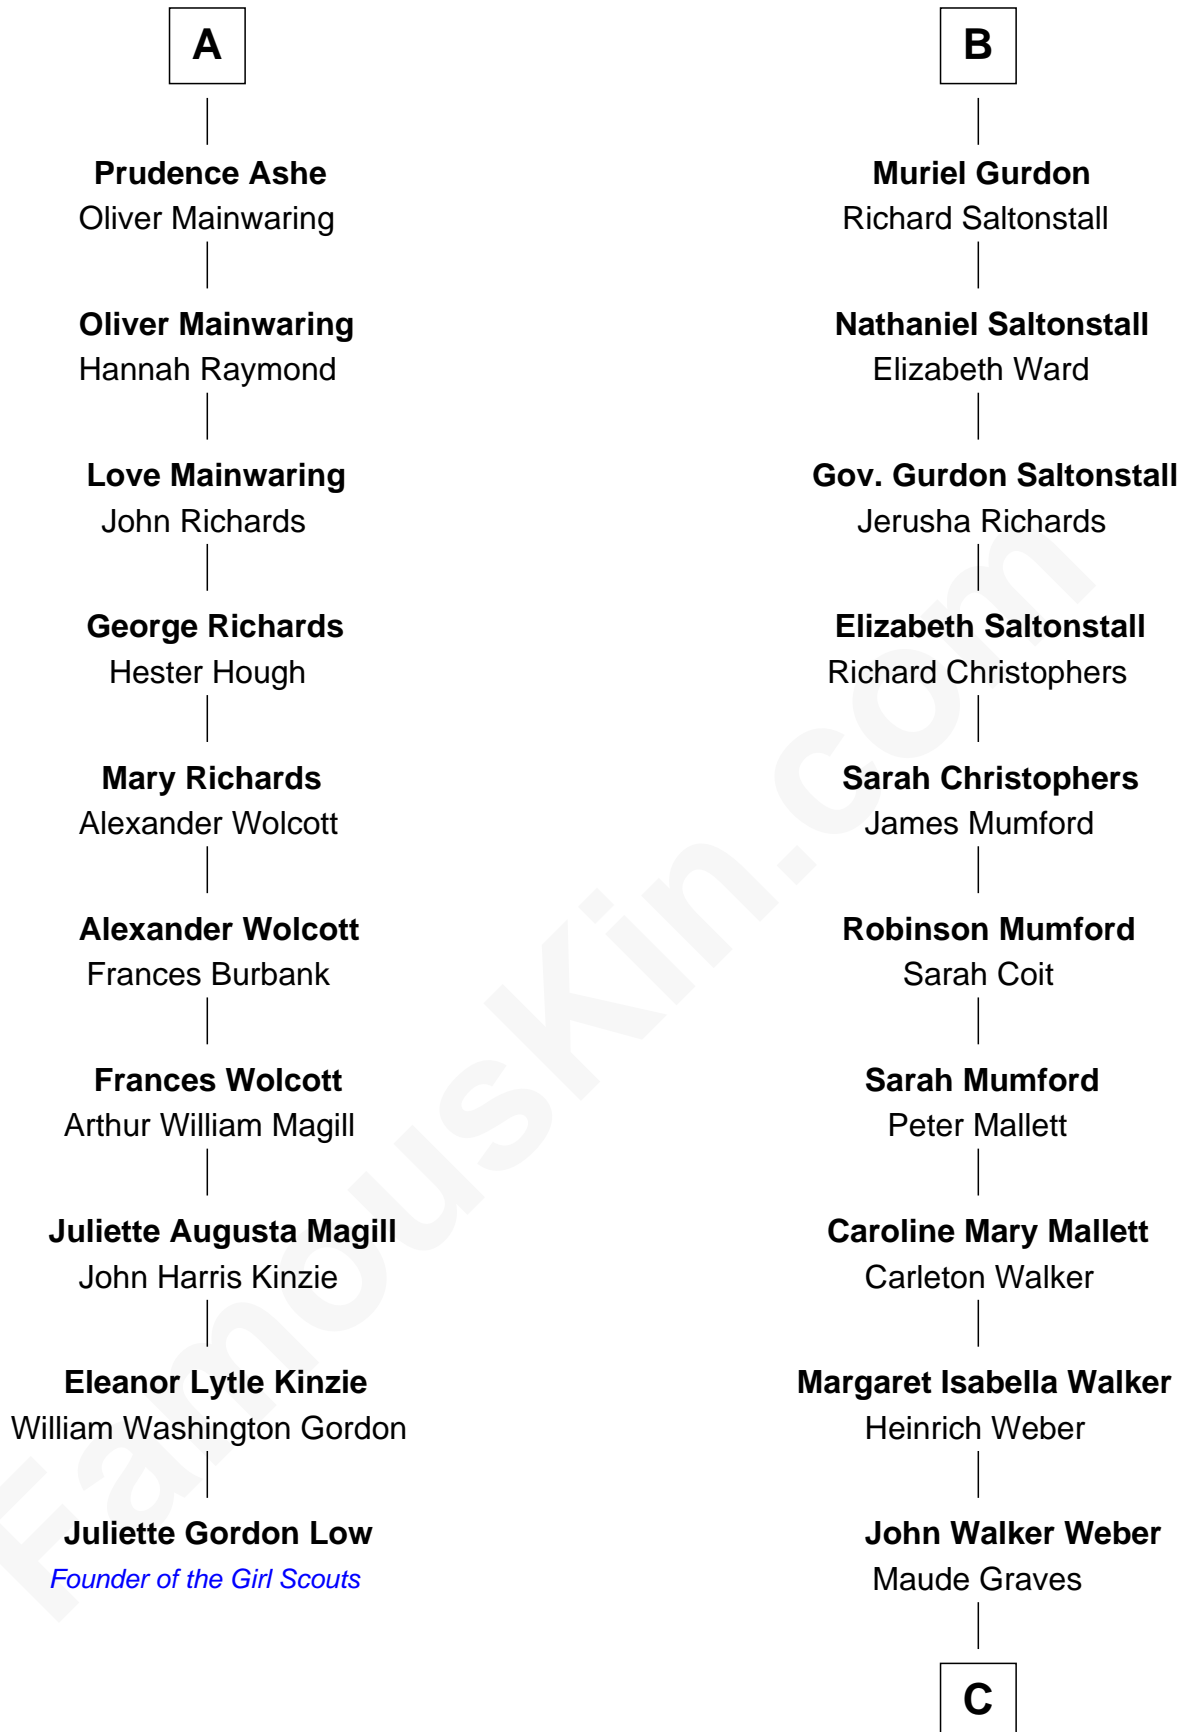 A
Prudence Ashe
Oliver Mainwaring
Oliver Mainwaring
Hannah Raymond
Love Mainwaring
John Richards
George Richards
Hester Hough
Mary Richards
Alexander Wolcott
Alexander Wolcott
Frances Burbank
Frances Wolcott
Arthur William Magill
Juliette Augusta Magill
John Harris Kinzie
Eleanor Lytle Kinzie
William Washington Gordon
Juliette Gordon Low
Founder of the Girl Scouts
B
Muriel Gurdon
Richard Saltonstall
Nathaniel Saltonstall
Elizabeth Ward
Gov. Gurdon Saltonstall
Jerusha Richards
Elizabeth Saltonstall
Richard Christophers
Sarah Christophers
James Mumford
Robinson Mumford
Sarah Coit
Sarah Mumford
Peter Mallett
Caroline Mary Mallett
Carleton Walker
Margaret Isabella Walker
Heinrich Weber
John Walker Weber
Maude Graves
C
FamousKin.com